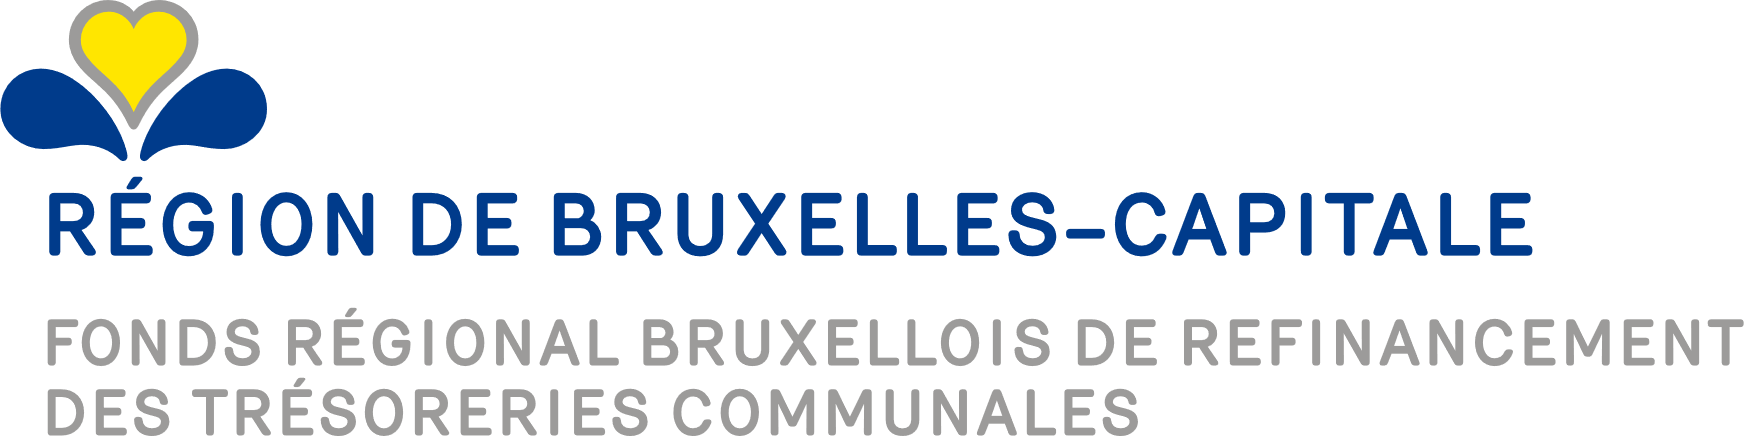 RÉGION DE BRUXELLES-CAPITALE
FONDS RÉGIONAL BRUXELLOIS DE REFINANCEMENT
DES TRÉSORERIES COMMUNALES